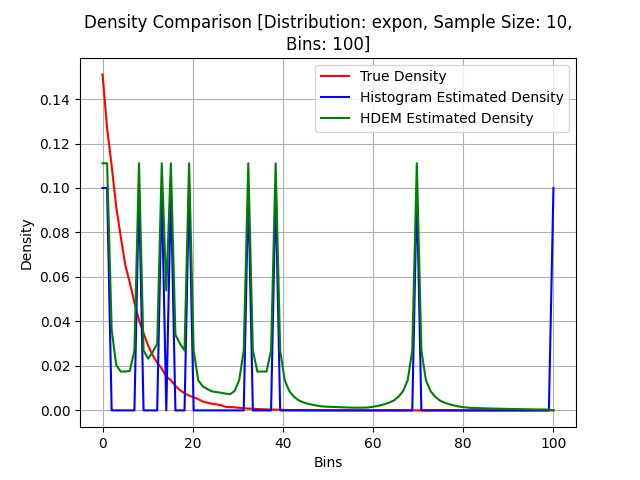 Density Comparison [Distribution: expon, Sample Size: 10,
Bins: 100]
True Density
Histogram Estimated Density
HDEM Estimated Density
Density
0.14
0.12
0.10
0.08
0.06
0.04
0.02
0.00
0 20 40 60 80 100
Bins